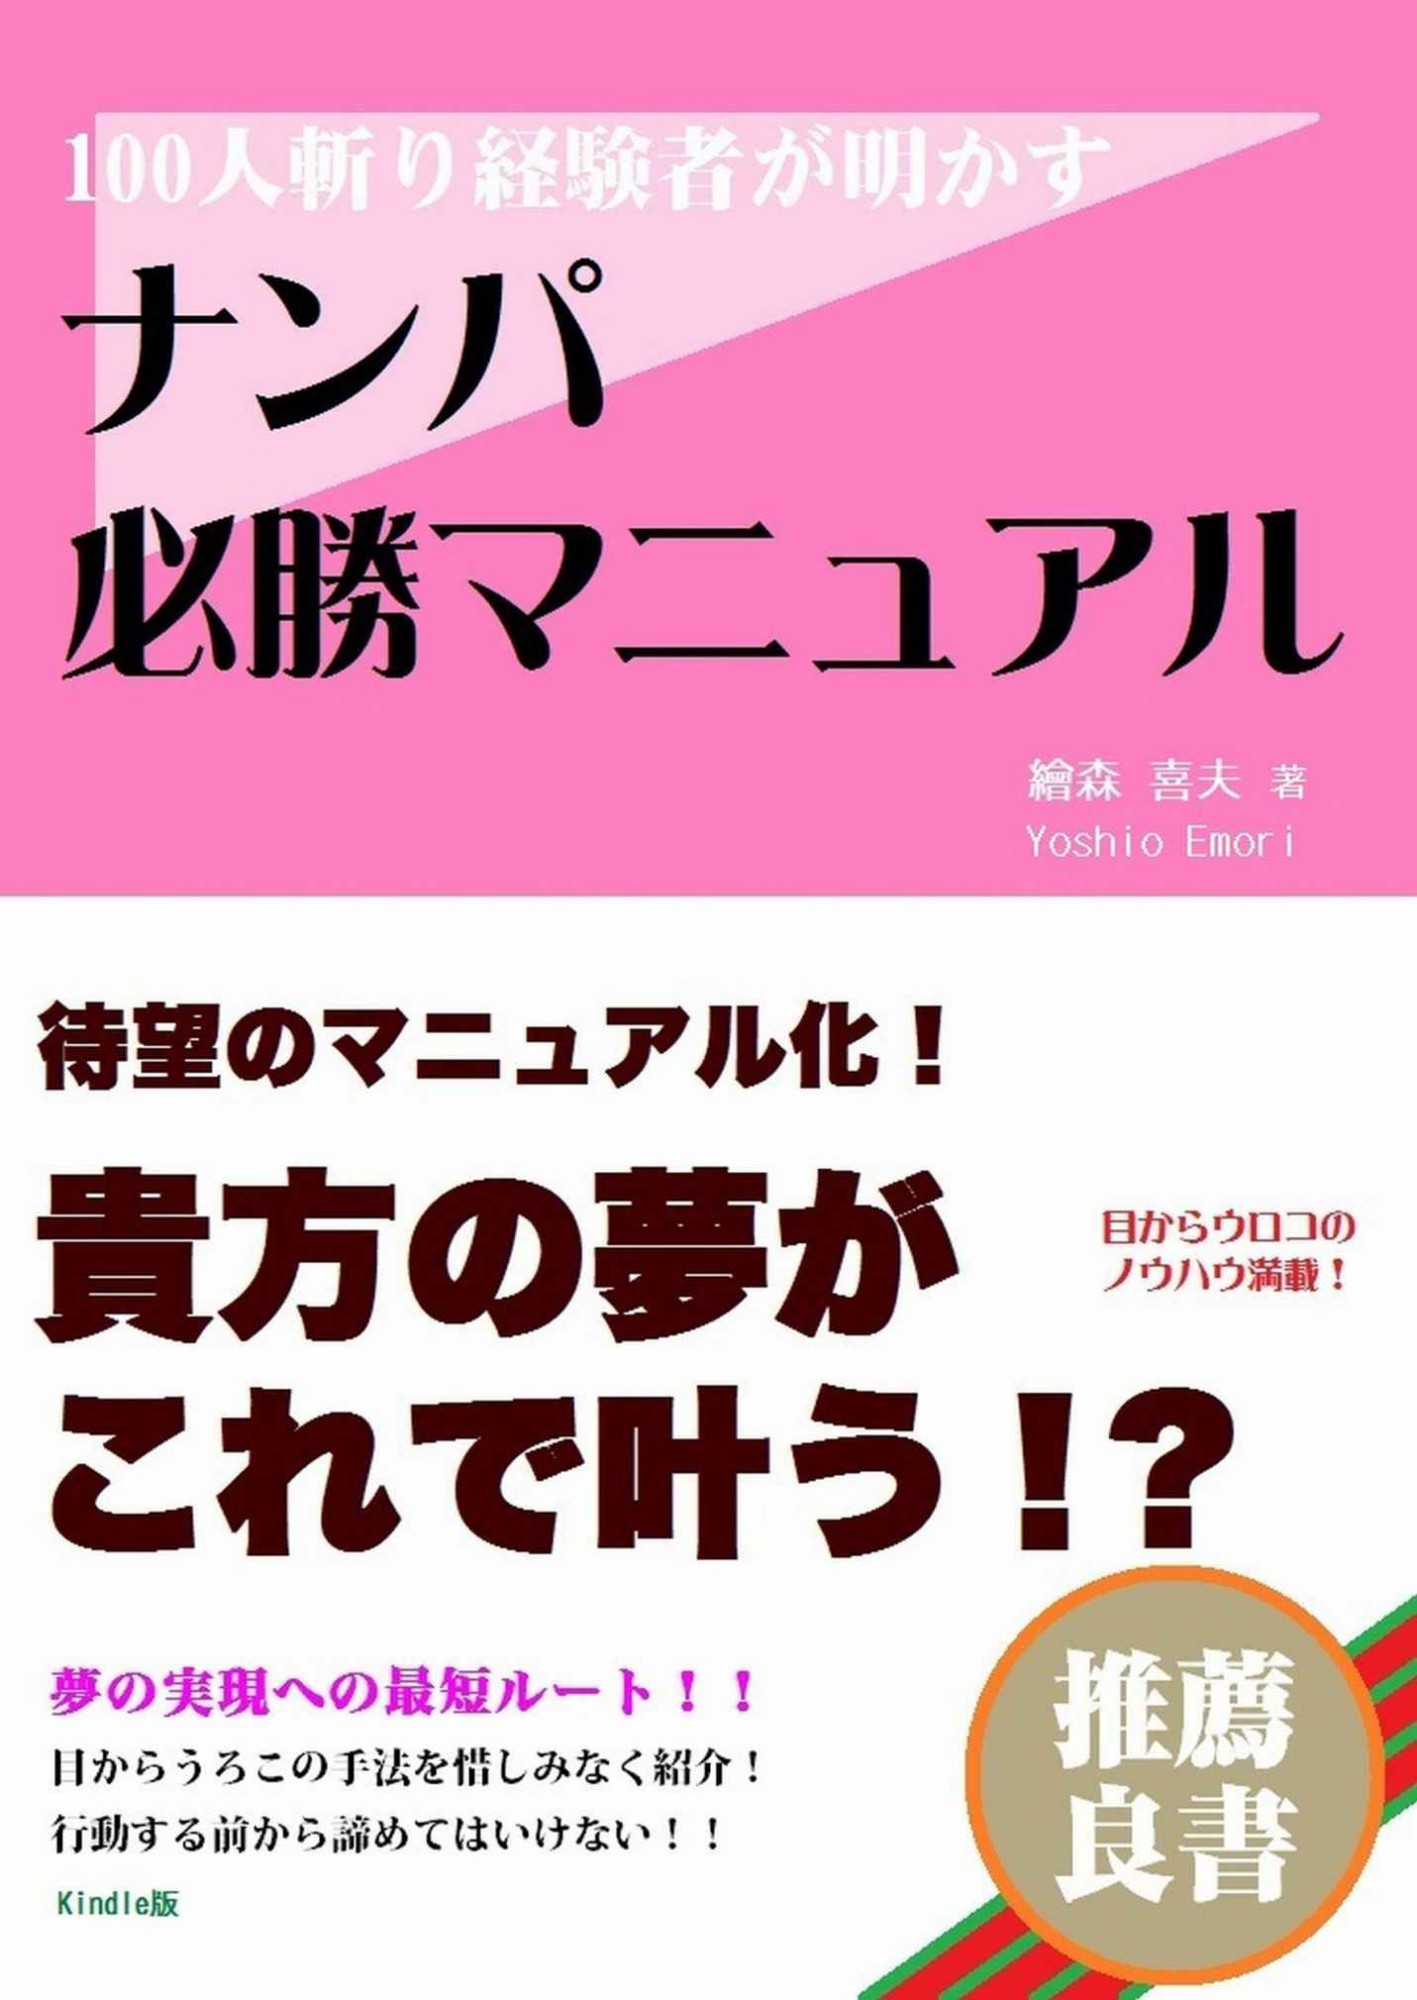 100人斬り経験者が明かす
ナンパ
必勝マニュアル
繪森 喜夫 著
Yoshio Emori
待望のマニュアル化！
貴方の夢が
これで叶う！？
目からウロコの
ノウハウ満載！
夢の実現への最短ルート！！
目からうろこの手法を惜しみなく紹介！
行動する前から諦めてはいけない！！
Kindle版
推薦
良書